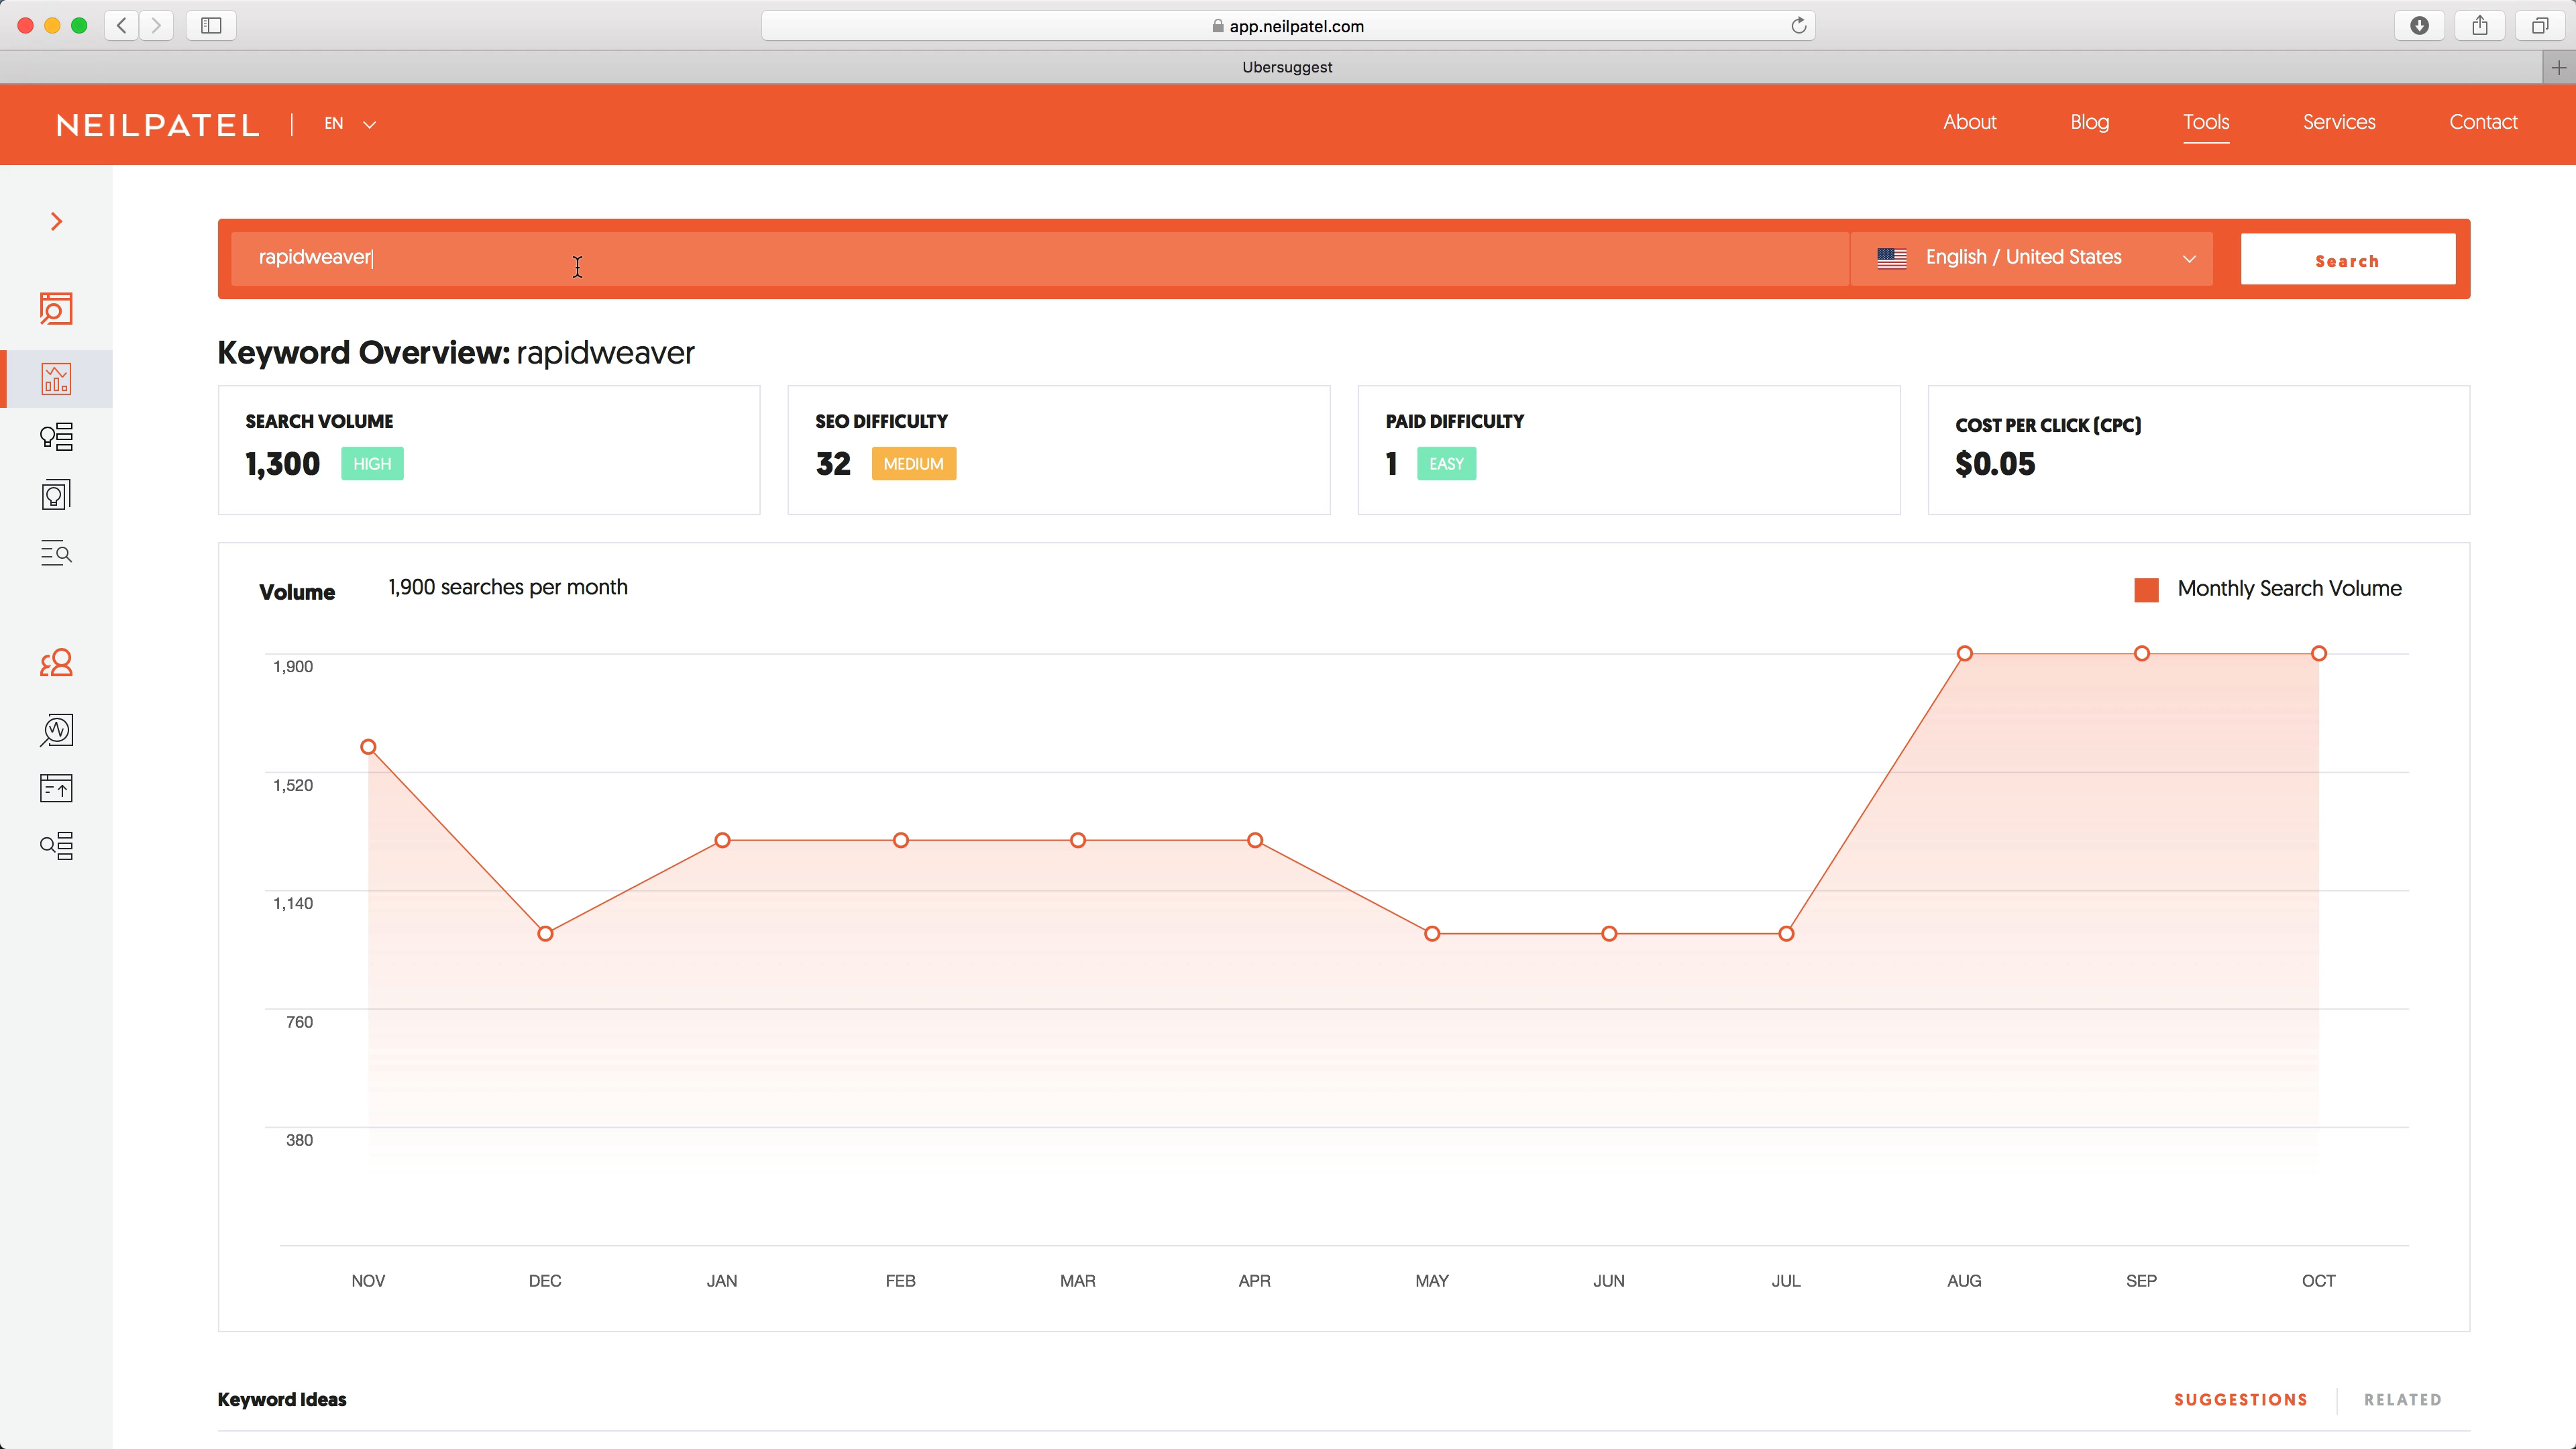 app.neilpatel.com
Ubersuggest
NEILPATEL | EN
About Blog Tools Services Contact
rapidweaver
English / United States
Search
Keyword Overview: rapidweaver
SEARCH VOLUME
1,300 HIGH
SEO DIFFICULTY
32 MEDIUM
PAID DIFFICULTY
1 EASY
COST PER CLICK (CPC)
$0.05
Volume 1,900 searches per month
Monthly Search Volume
1,900
1,520
1,140
760
380
NOV DEC JAN FEB MAR APR MAY JUN JUL AUG SEP OCT
Keyword Ideas
SUGGESTIONS RELATED